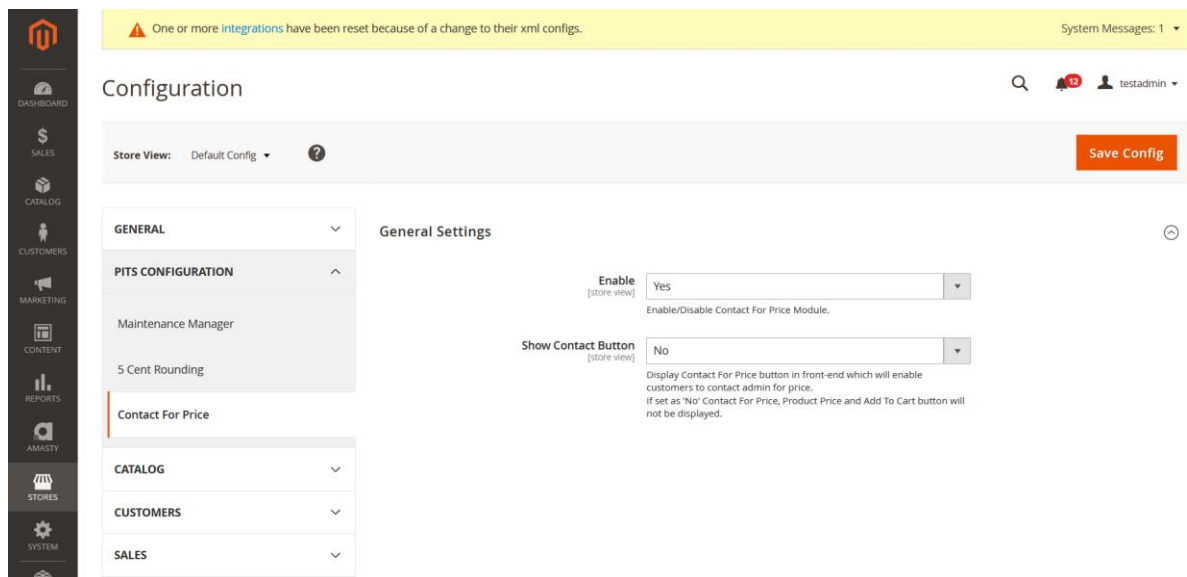 One or more integrations have been reset because of a change to their xml configs.
System Messages: 1
Configuration
12
testadmin
Store View: Default Config
?
Save Config
DASHBOARD
$
SALES
CATALOG
CUSTOMERS
MARKETING
CONTENT
REPORTS
AMASTY
STORES
SYSTEM
GENERAL
PITS CONFIGURATION
Maintenance Manager
5 Cent Rounding
Contact For Price
CATALOG
CUSTOMERS
SALES
General Settings
Enable
[store view]
Yes
Enable/Disable Contact For Price Module.
Show Contact Button
[store view]
No
Display Contact For Price button in front-end which will enable
customers to contact admin for price.
If set as 'No' Contact For Price, Product Price and Add To Cart button will
not be displayed.